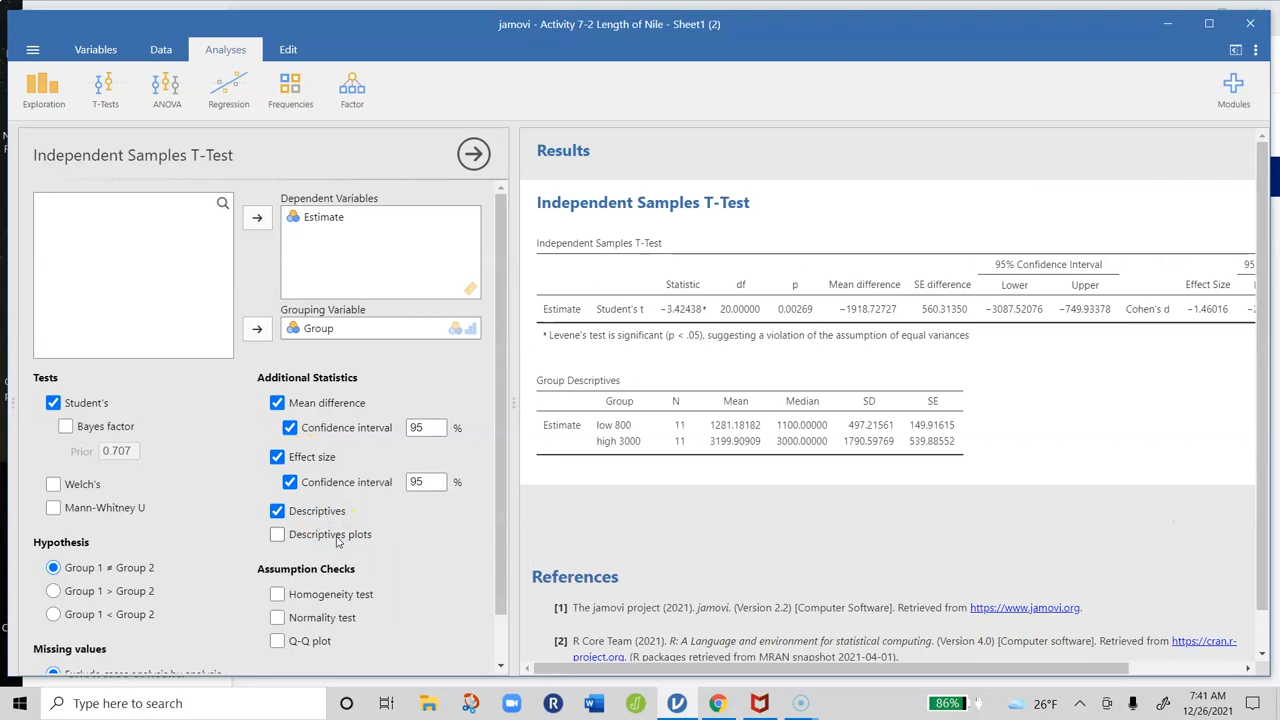 jamovi - Activity 7-2 Length of Nile - Sheet1 (2)
Variables Data Analyses Edit
Exploration T-Tests ANOVA Regression Frequencies Factor Modules
Independent Samples T-Test
Dependent Variables
Estimate
Grouping Variable
Group
Tests
Student's
Bayes factor
Prior 0.707
Welch's
Mann-Whitney U
Hypothesis
Group 1 ≠ Group 2
Group 1 > Group 2
Group 1 < Group 2
Missing values
Exclude cases analysis by analysis
Additional Statistics
Mean difference
Confidence interval 95 %
Effect size
Confidence interval 95 %
Descriptives
Descriptives plots
Assumption Checks
Homogeneity test
Normality test
Q-Q plot
Results
Independent Samples T-Test
Independent Samples T-Test
95% Confidence Interval 95
Statistic df p Mean difference SE difference Lower Upper Effect Size
Estimate Student's t −3.42438ᵃ 20.00000 0.00269 −1918.72727 560.31350 −3087.52076 −749.93378 Cohen's d −1.46016
ᵃ Levene's test is significant (p < .05), suggesting a violation of the assumption of equal variances
Group Descriptives
Group N Mean Median SD SE
Estimate low 800 11 1281.18182 1100.00000 497.21561 149.91615
high 3000 11 3199.90909 3000.00000 1790.59769 539.88552
References
[1] The jamovi project (2021). jamovi. (Version 2.2) [Computer Software]. Retrieved from https://www.jamovi.org.
[2] R Core Team (2021). R: A Language and environment for statistical computing. (Version 4.0) [Computer software]. Retrieved from https://cran.r-
project.org. (R packages retrieved from MRAN snapshot 2021-04-01).
Type here to search
86%
26°F
7:41 AM
12/26/2021